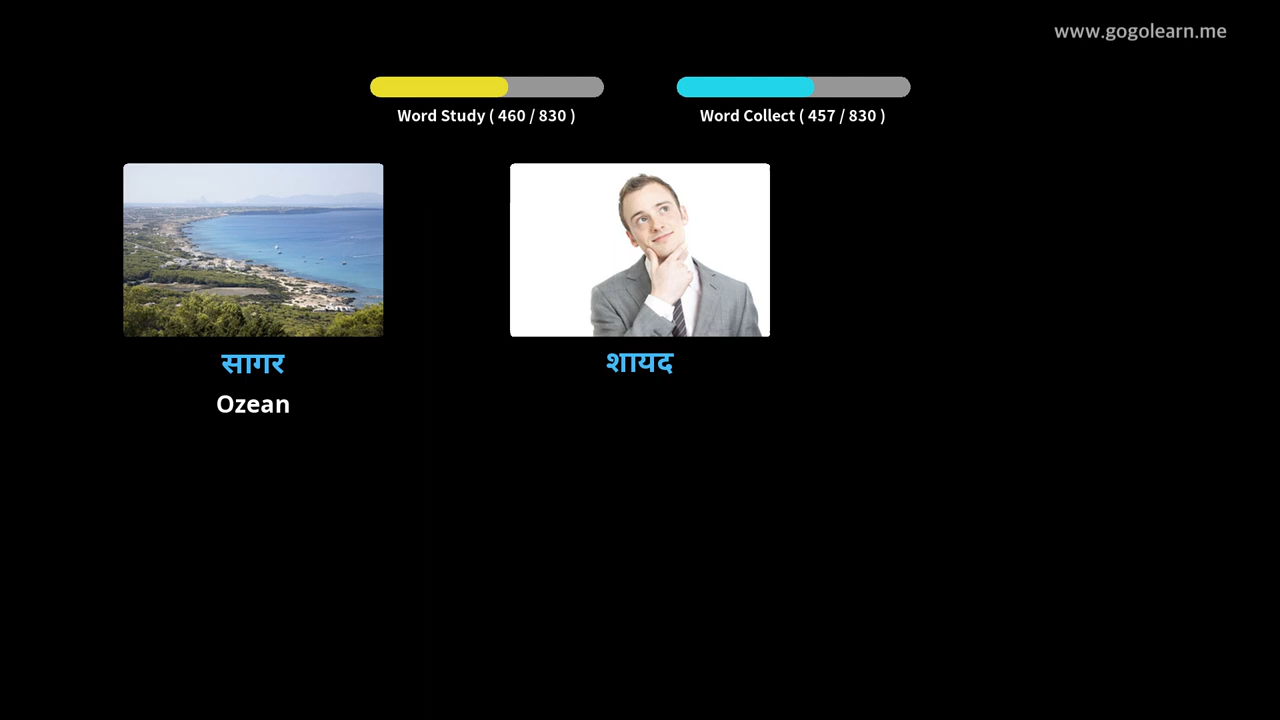 www.gogolearn.me
Word Study ( 460 / 830 )
Word Collect ( 457 / 830 )
सागर
Ozean
शायद